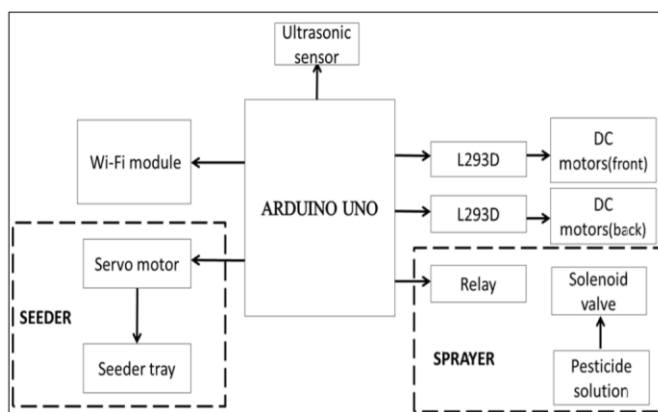 Ultrasonic
sensor
Wi-Fi module
ARDUINO UNO
L293D
DC
motors(front)
L293D
DC
motors(back)
SEEDER
Servo motor
Seeder tray
Relay
Solenoid
valve
SPRAYER
Pesticide
solution